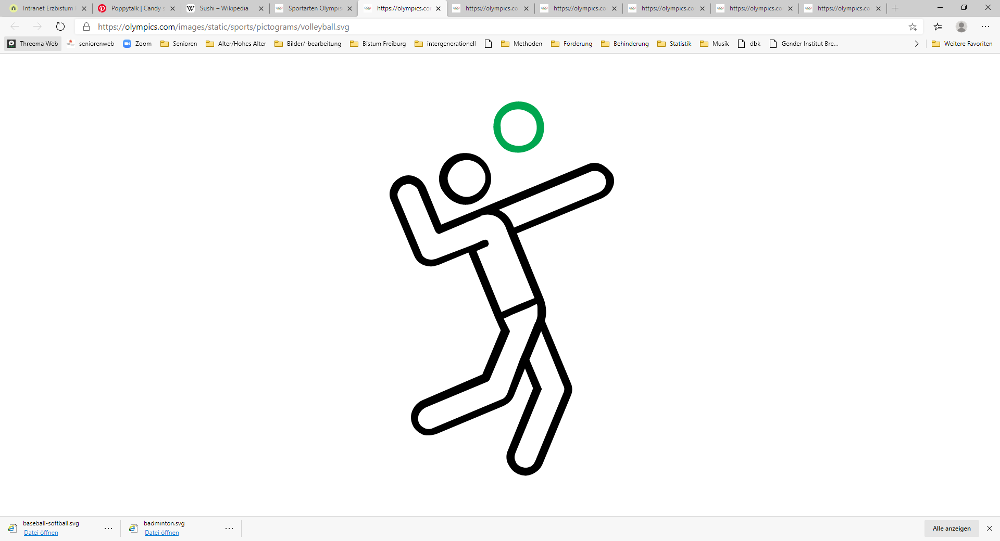 Intranet Erzbistum F
Poppytalk | Candy s
Sushi – Wikipedia
Sportarten Olympis
https://olympics.co
https://olympics.co
https://olympics.co
https://olympics.co
https://olympics.co
https://olympics.co
https://olympics.com/images/static/sports/pictograms/volleyball.svg
Threema Web
seniorenweb
Zoom
Senioren
Alter/Hohes Alter
Bilder/-bearbeitung
Bistum Freiburg
intergenerationell
Methoden
Förderung
Behinderung
Statistik
Musik
dbk
Gender Institut Bre...
Weitere Favoriten
baseball-softball.svg
Datei öffnen
badminton.svg
Datei öffnen
Alle anzeigen